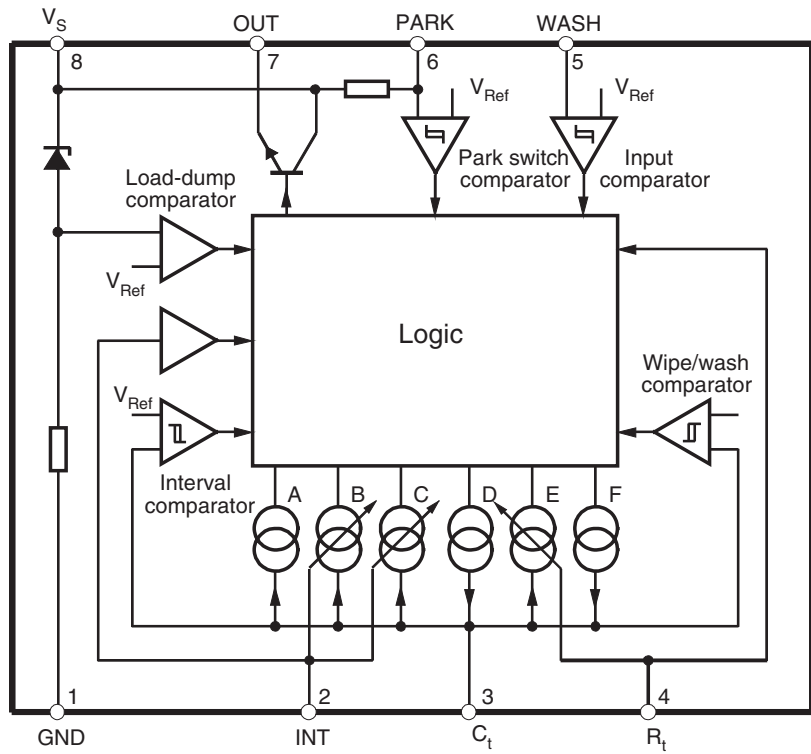 V_S OUT PARK WASH
8 7 6 5
V_Ref V_Ref
Load-dump
comparator
Park switch
comparator
Input
comparator
V_Ref
Logic
Wipe/wash
comparator
V_Ref
Interval
comparator
A B C D E F
1 2 3 4
GND INT C_t R_t